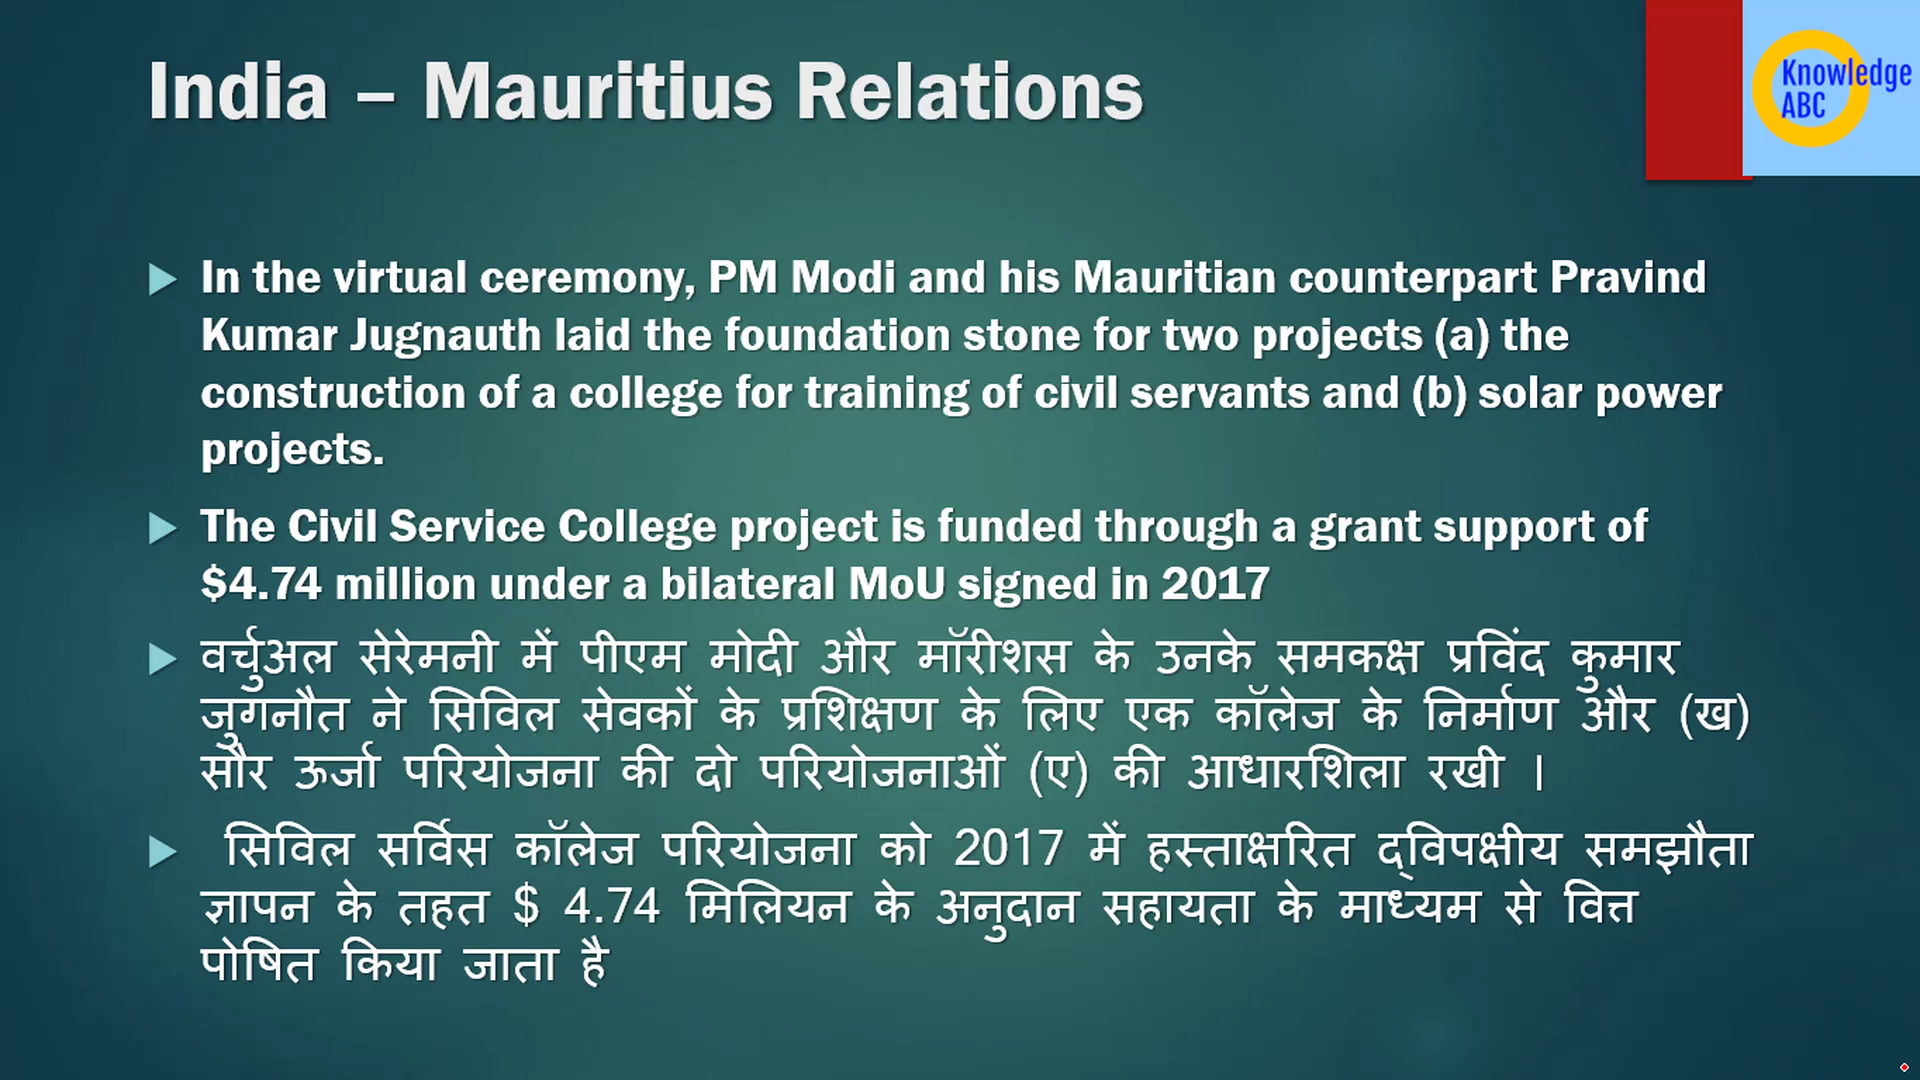 India – Mauritius Relations
Knowledge
ABC
In the virtual ceremony, PM Modi and his Mauritian counterpart Pravind
Kumar Jugnauth laid the foundation stone for two projects (a) the
construction of a college for training of civil servants and (b) solar power
projects.
The Civil Service College project is funded through a grant support of
$4.74 million under a bilateral MoU signed in 2017
वर्चुअल सेरेमनी में पीएम मोदी और मॉरीशस के उनके समकक्ष प्रविंद कुमार
जुगनौत ने सिविल सेवकों के प्रशिक्षण के लिए एक कॉलेज के निर्माण और (ख)
सौर ऊर्जा परियोजना की दो परियोजनाओं (ए) की आधारशिला रखी ।
सिविल सर्विस कॉलेज परियोजना को 2017 में हस्ताक्षरित द्विपक्षीय समझौता
ज्ञापन के तहत $ 4.74 मिलियन के अनुदान सहायता के माध्यम से वित्त
पोषित किया जाता है